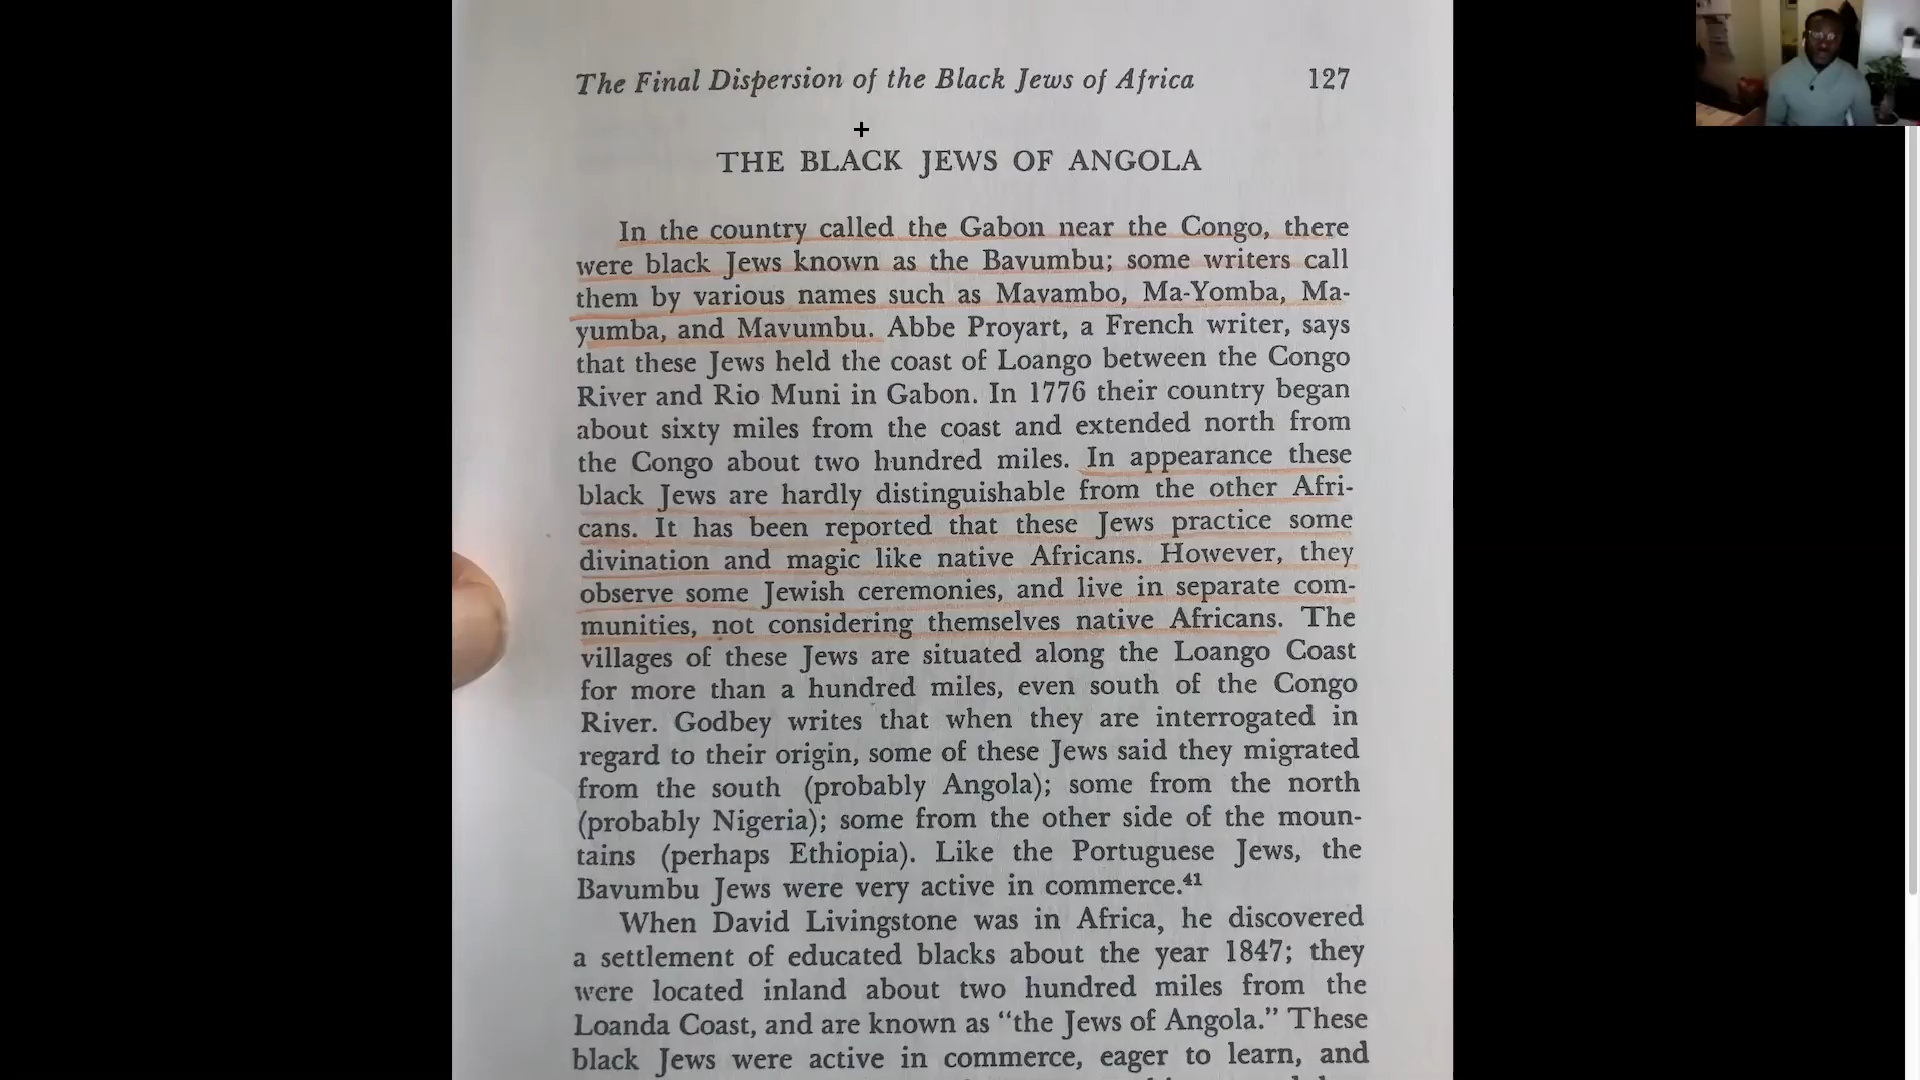 The Final Dispersion of the Black Jews of Africa 127
THE BLACK JEWS OF ANGOLA
In the country called the Gabon near the Congo, there
were black Jews known as the Bavumbu; some writers call
them by various names such as Mavambo, Ma-Yomba, Ma-
yumba, and Mavumbu. Abbe Proyart, a French writer, says
that these Jews held the coast of Loango between the Congo
River and Rio Muni in Gabon. In 1776 their country began
about sixty miles from the coast and extended north from
the Congo about two hundred miles. In appearance these
black Jews are hardly distinguishable from the other Afri-
cans. It has been reported that these Jews practice some
divination and magic like native Africans. However, they
observe some Jewish ceremonies, and live in separate com-
munities, not considering themselves native Africans. The
villages of these Jews are situated along the Loango Coast
for more than a hundred miles, even south of the Congo
River. Godbey writes that when they are interrogated in
regard to their origin, some of these Jews said they migrated
from the south (probably Angola); some from the north
(probably Nigeria); some from the other side of the moun-
tains (perhaps Ethiopia). Like the Portuguese Jews, the
Bavumbu Jews were very active in commerce.41
When David Livingstone was in Africa, he discovered
a settlement of educated blacks about the year 1847; they
were located inland about two hundred miles from the
Loanda Coast, and are known as “the Jews of Angola.” These
black Jews were active in commerce, eager to learn, and